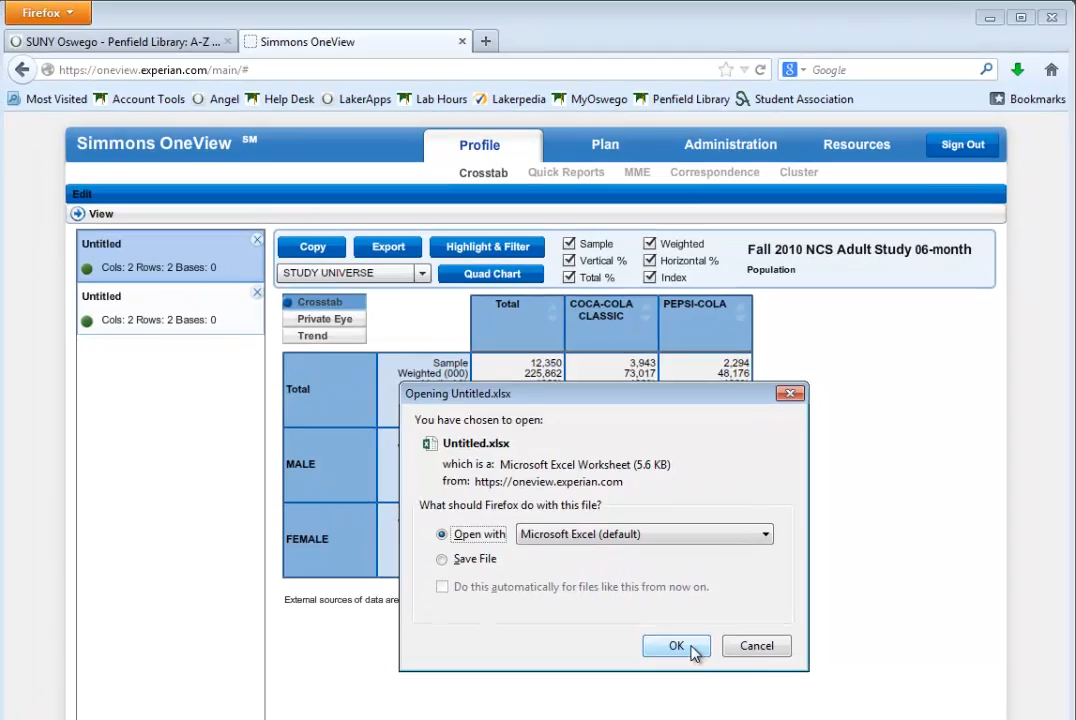 Firefox
SUNY Oswego - Penfield Library: A-Z ...
Simmons OneView
https://oneview.experian.com/main/#
Google
Most Visited Account Tools Angel Help Desk LakerApps Lab Hours Lakerpedia MyOswego Penfield Library Student Association Bookmarks
Simmons OneView SM
Profile Plan Administration Resources Sign Out
Crosstab Quick Reports MME Correspondence Cluster
Edit
View
Untitled
Cols: 2 Rows: 2 Bases: 0
Untitled
Cols: 2 Rows: 2 Bases: 0
Copy Export Highlight & Filter
STUDY UNIVERSE Quad Chart
Sample Weighted
Vertical % Horizontal %
Total % Index
Fall 2010 NCS Adult Study 06-month
Population
Crosstab
Private Eye
Trend
Total COCA-COLA CLASSIC PEPSI-COLA
Total
Sample 12,350 3,943 2,294
Weighted (000) 225,862 73,017 48,176
MALE
FEMALE
External sources of data are
Opening Untitled.xlsx
You have chosen to open:
Untitled.xlsx
which is a: Microsoft Excel Worksheet (5.6 KB)
from: https://oneview.experian.com
What should Firefox do with this file?
Open with Microsoft Excel (default)
Save File
Do this automatically for files like this from now on.
OK Cancel